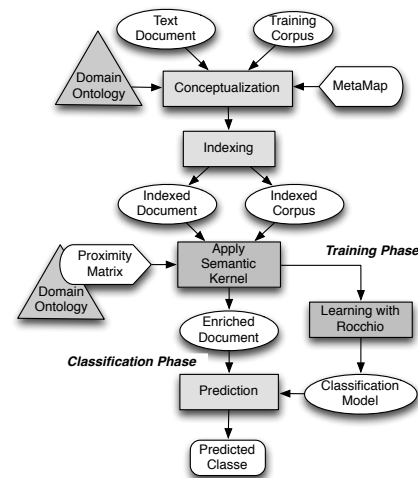 Text
Document
Training
Corpus
Domain
Ontology
Conceptualization
MetaMap
Indexing
Indexed
Document
Indexed
Corpus
Proximity
Matrix
Domain
Ontology
Apply
Semantic
Kernel
Training Phase
Enriched
Document
Learning with
Rocchio
Classification Phase
Prediction
Classification
Model
Predicted
Classe